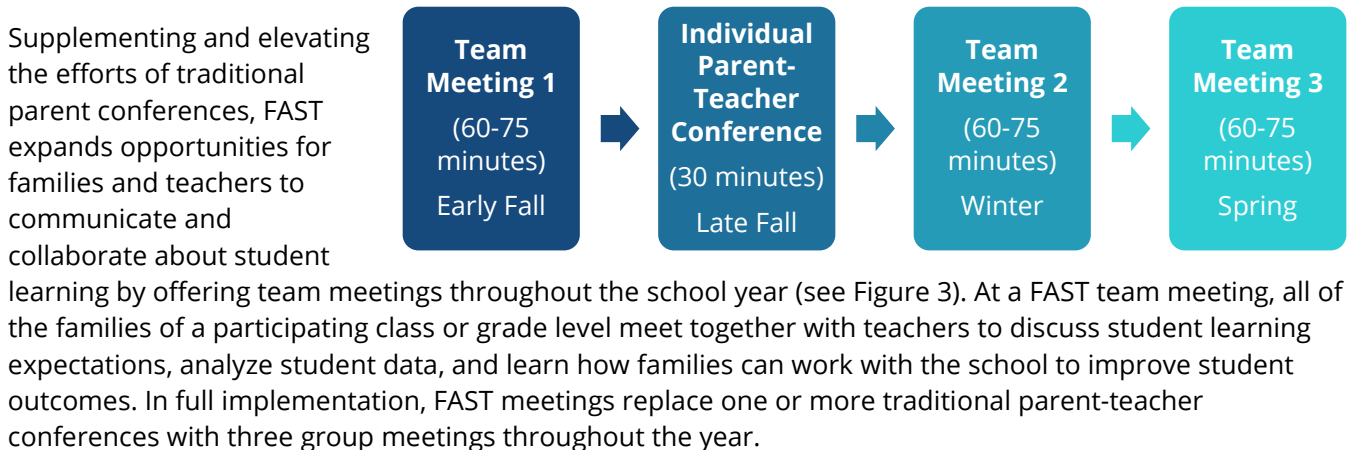 Supplementing and elevating
the efforts of traditional
parent conferences, FAST
expands opportunities for
families and teachers to
communicate and
collaborate about student
Team
Meeting 1
(60-75
minutes)
Early Fall
Individual
Parent-
Teacher
Conference
(30 minutes)
Late Fall
Team
Meeting 2
(60-75
minutes)
Winter
Team
Meeting 3
(60-75
minutes)
Spring
learning by offering team meetings throughout the school year (see Figure 3). At a FAST team meeting, all of
the families of a participating class or grade level meet together with teachers to discuss student learning
expectations, analyze student data, and learn how families can work with the school to improve student
outcomes. In full implementation, FAST meetings replace one or more traditional parent-teacher
conferences with three group meetings throughout the year.